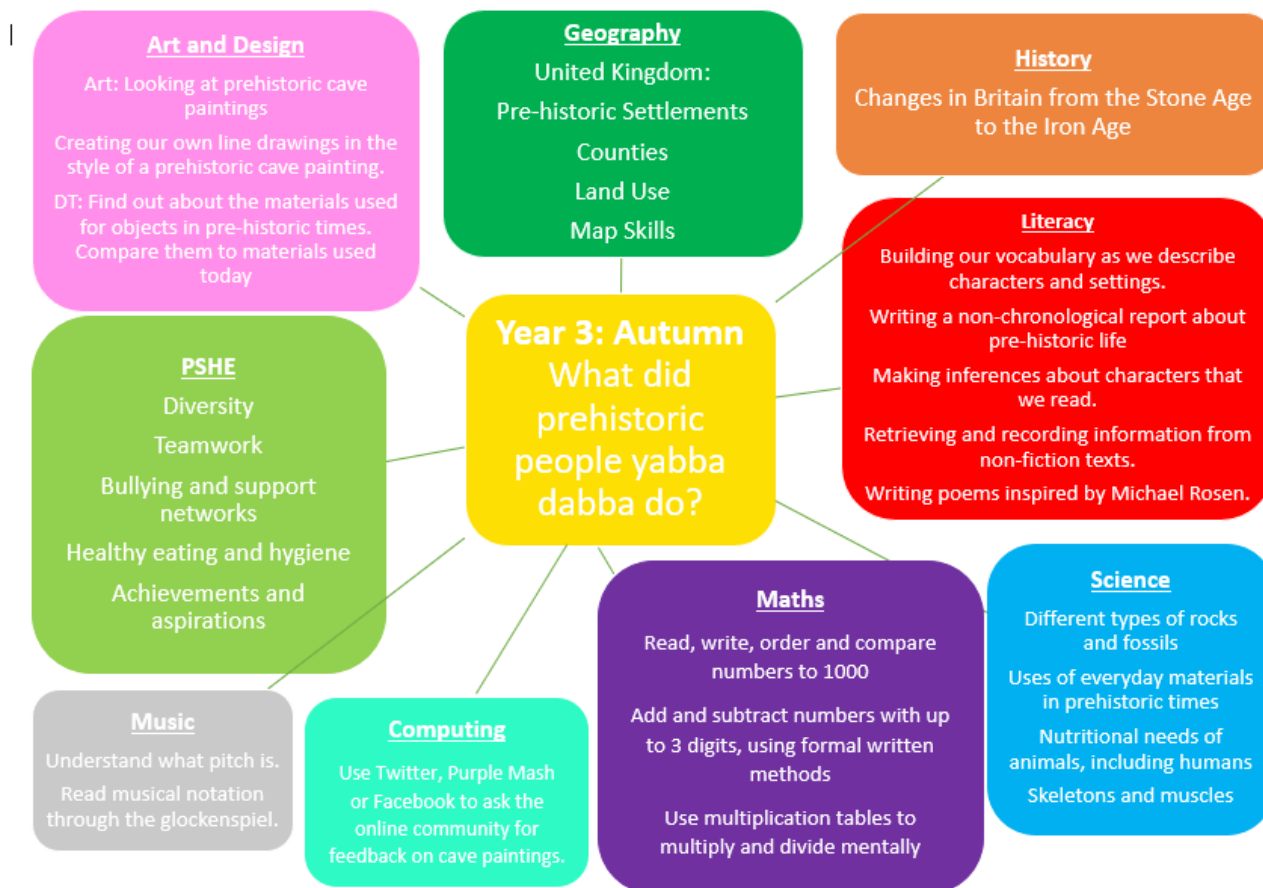 Art and Design
Art: Looking at prehistoric cave
paintings
Creating our own line drawings in the
style of a prehistoric cave painting.
DT: Find out about the materials used
for objects in pre-historic times.
Compare them to materials used
today
Geography
United Kingdom:
Pre-historic Settlements
Counties
Land Use
Map Skills
History
Changes in Britain from the Stone Age
to the Iron Age
Literacy
Building our vocabulary as we describe
characters and settings.
Writing a non-chronological report about
pre-historic life
Making inferences about characters that
we read.
Retrieving and recording information from
non-fiction texts.
Writing poems inspired by Michael Rosen.
Year 3: Autumn
What did
prehistoric
people yabba
dabba do?
PSHE
Diversity
Teamwork
Bullying and support
networks
Healthy eating and hygiene
Achievements and
aspirations
Music
Understand what pitch is.
Read musical notation
through the glockenspiel.
Computing
Use Twitter, Purple Mash
or Facebook to ask the
online community for
feedback on cave paintings.
Maths
Read, write, order and compare
numbers to 1000
Add and subtract numbers with up
to 3 digits, using formal written
methods
Use multiplication tables to
multiply and divide mentally
Science
Different types of rocks
and fossils
Uses of everyday materials
in prehistoric times
Nutritional needs of
animals, including humans
Skeletons and muscles